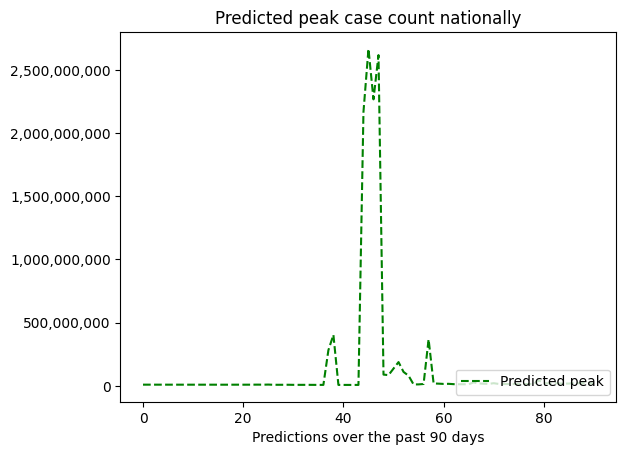 Predicted peak case count nationally
2,500,000,000
2,000,000,000
1,500,000,000
1,000,000,000
500,000,000
0
Predicted peak
0 20 40 60 80
Predictions over the past 90 days